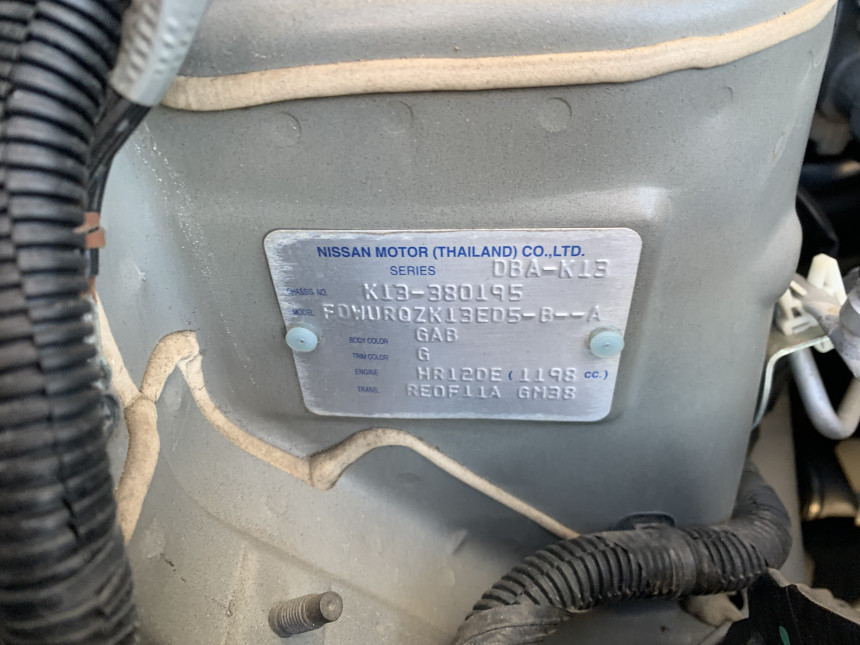 NISSAN MOTOR (THAILAND) CO.,LTD.
SERIES DBA-K13
CHASSIS NO. K13-380195
MODEL FDWURQZK13ED5-B--A
BODY COLOR GAB
TRIM COLOR G
ENGINE HR12DE (1198 CC.)
TRANS. RE0F11A GM38